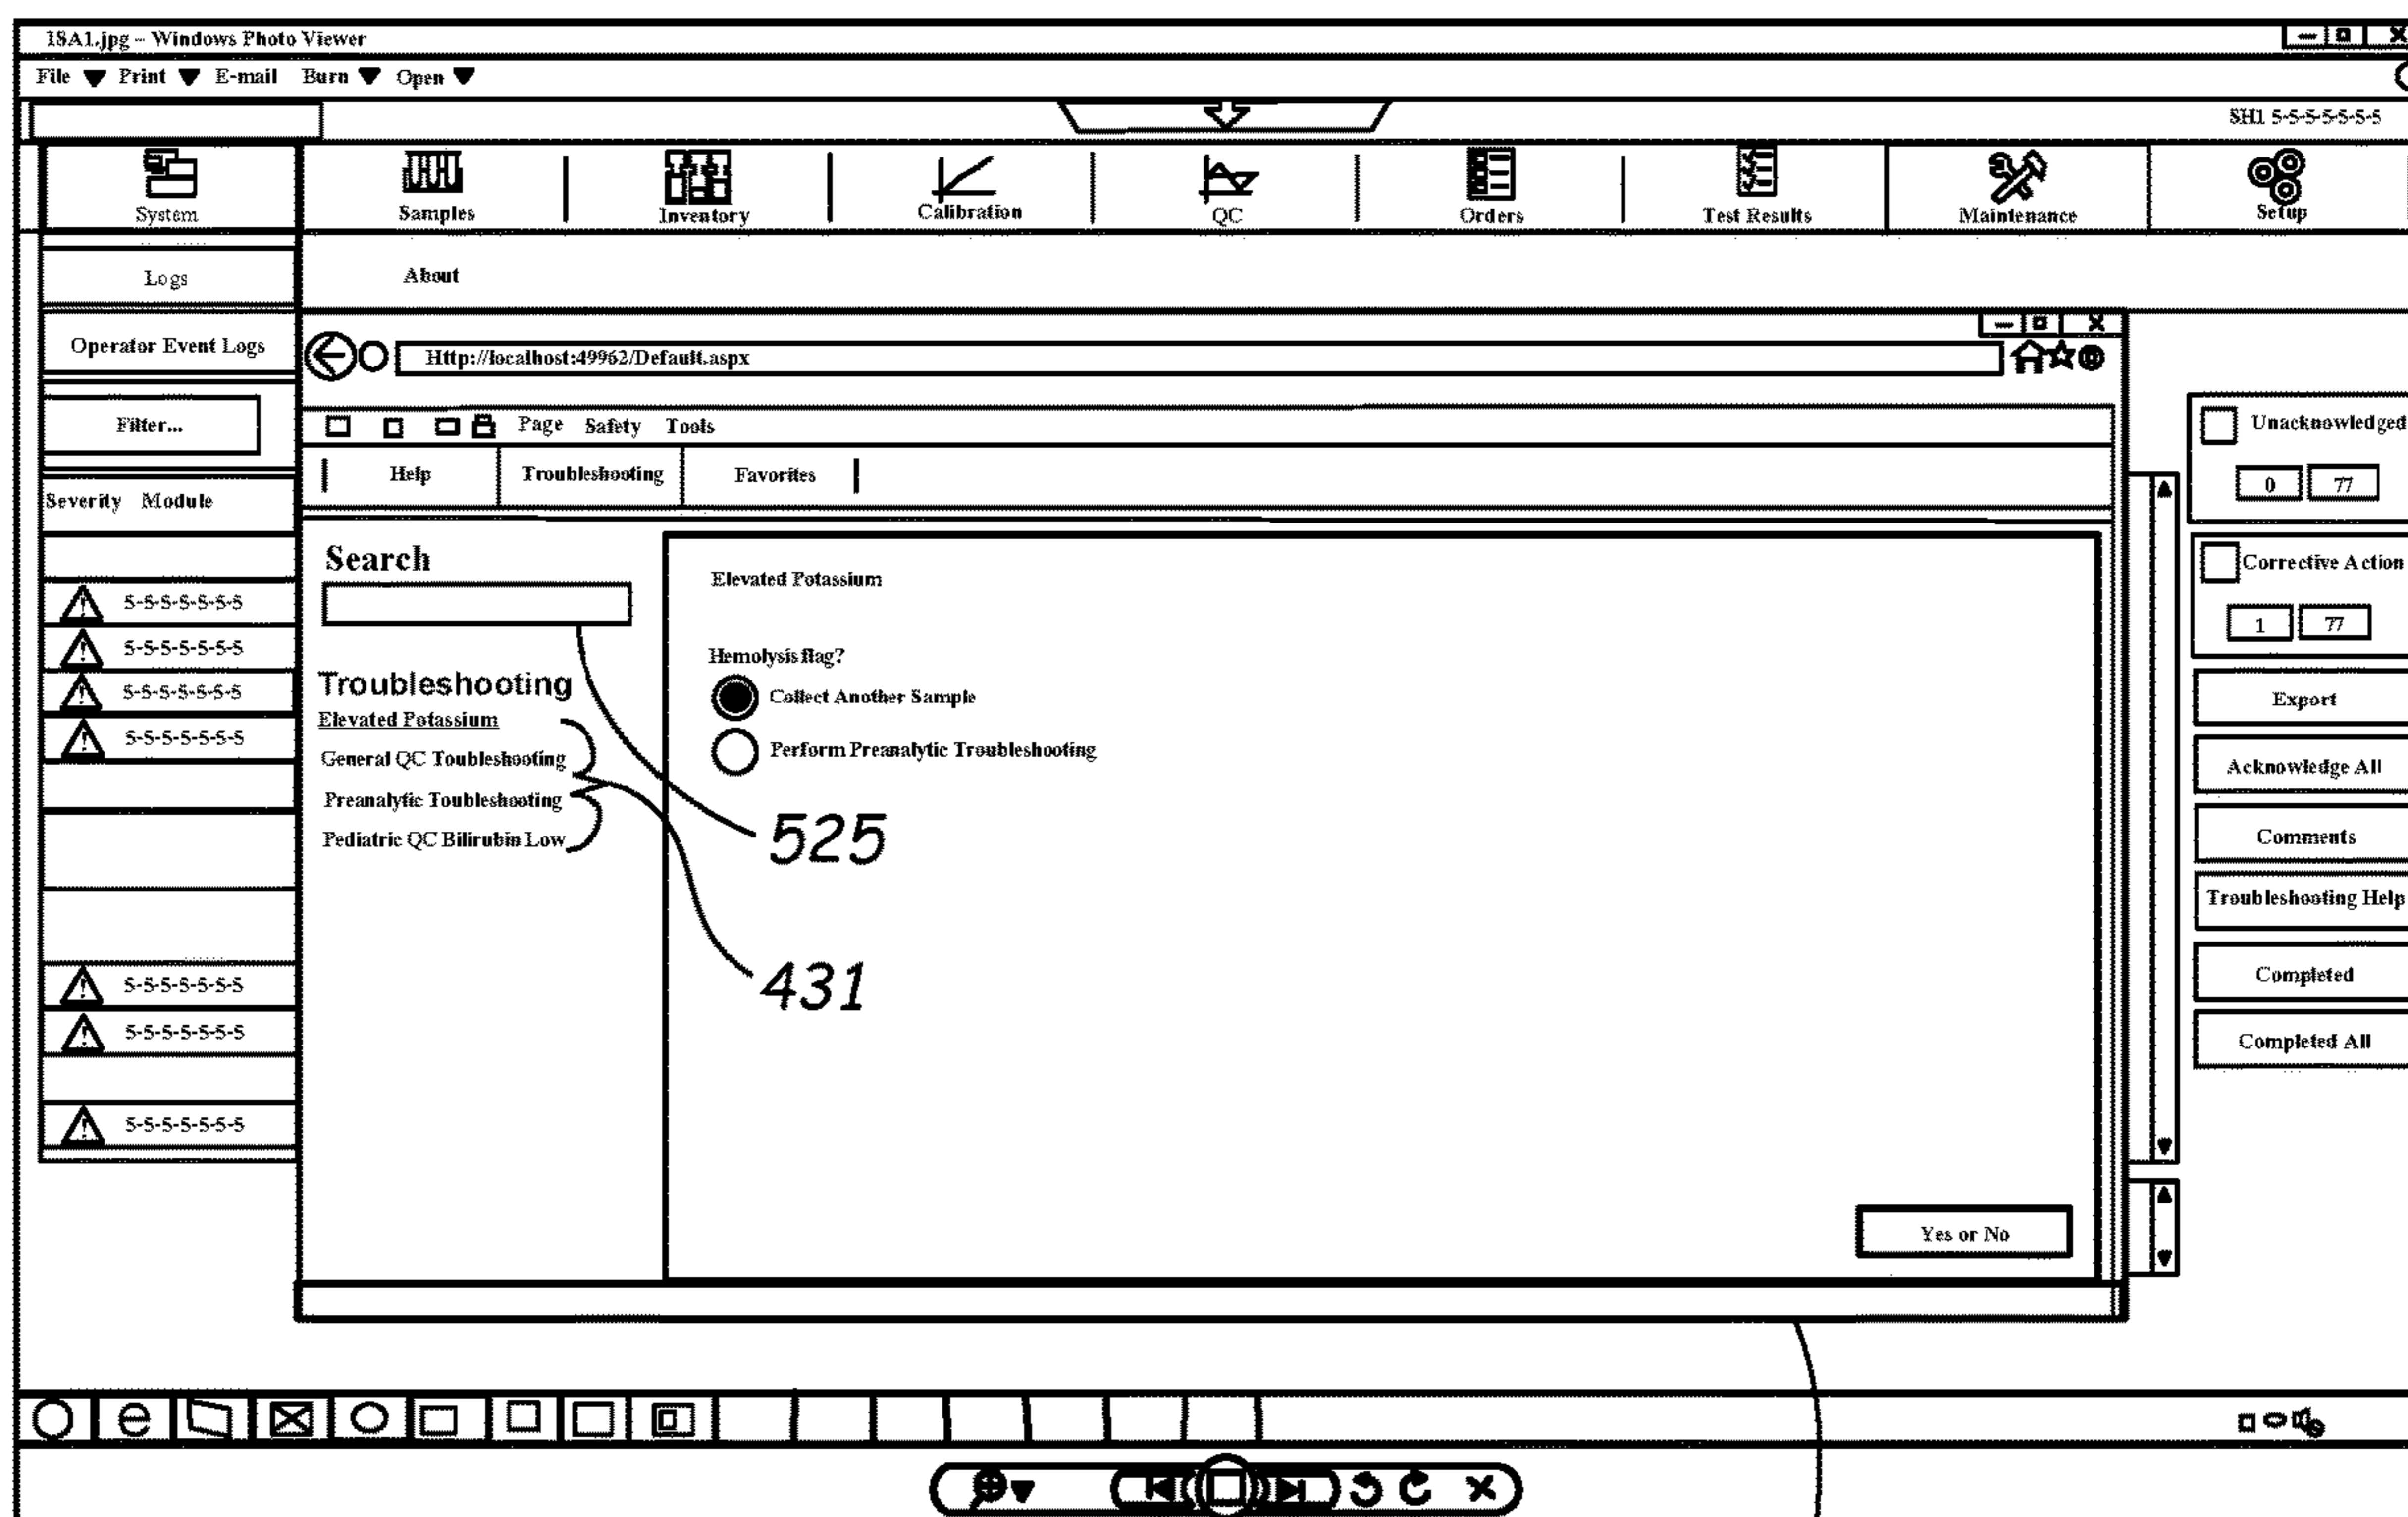 18A1.jpg – Windows Photo Viewer
File Print E-mail Burn Open
SH1 5-5-5-5-5-5-5
System Samples Inventory Calibration QC Orders Test Results Maintenance Setup
Logs
About
Operator Event Logs
Filter...
Severity Module
5-5-5-5-5-5-5
5-5-5-5-5-5-5
5-5-5-5-5-5-5
5-5-5-5-5-5-5
5-5-5-5-5-5-5
5-5-5-5-5-5-5
5-5-5-5-5-5-5
Http://localhost:49962/Default.aspx
Page Safety Tools
Help Troubleshooting Favorites
Search
Troubleshooting
Elevated Potassium
General QC Toubleshooting
Preanalytic Toubleshooting
Pediatric QC Bilirubin Low
Elevated Potassium
Hemolysis flag?
Collect Another Sample
Perform Preanalytic Troubleshooting
525
431
Yes or No
Unacknowledged
0 77
Corrective Action
1 77
Export
Acknowledge All
Comments
Troubleshooting Help
Completed
Completed All